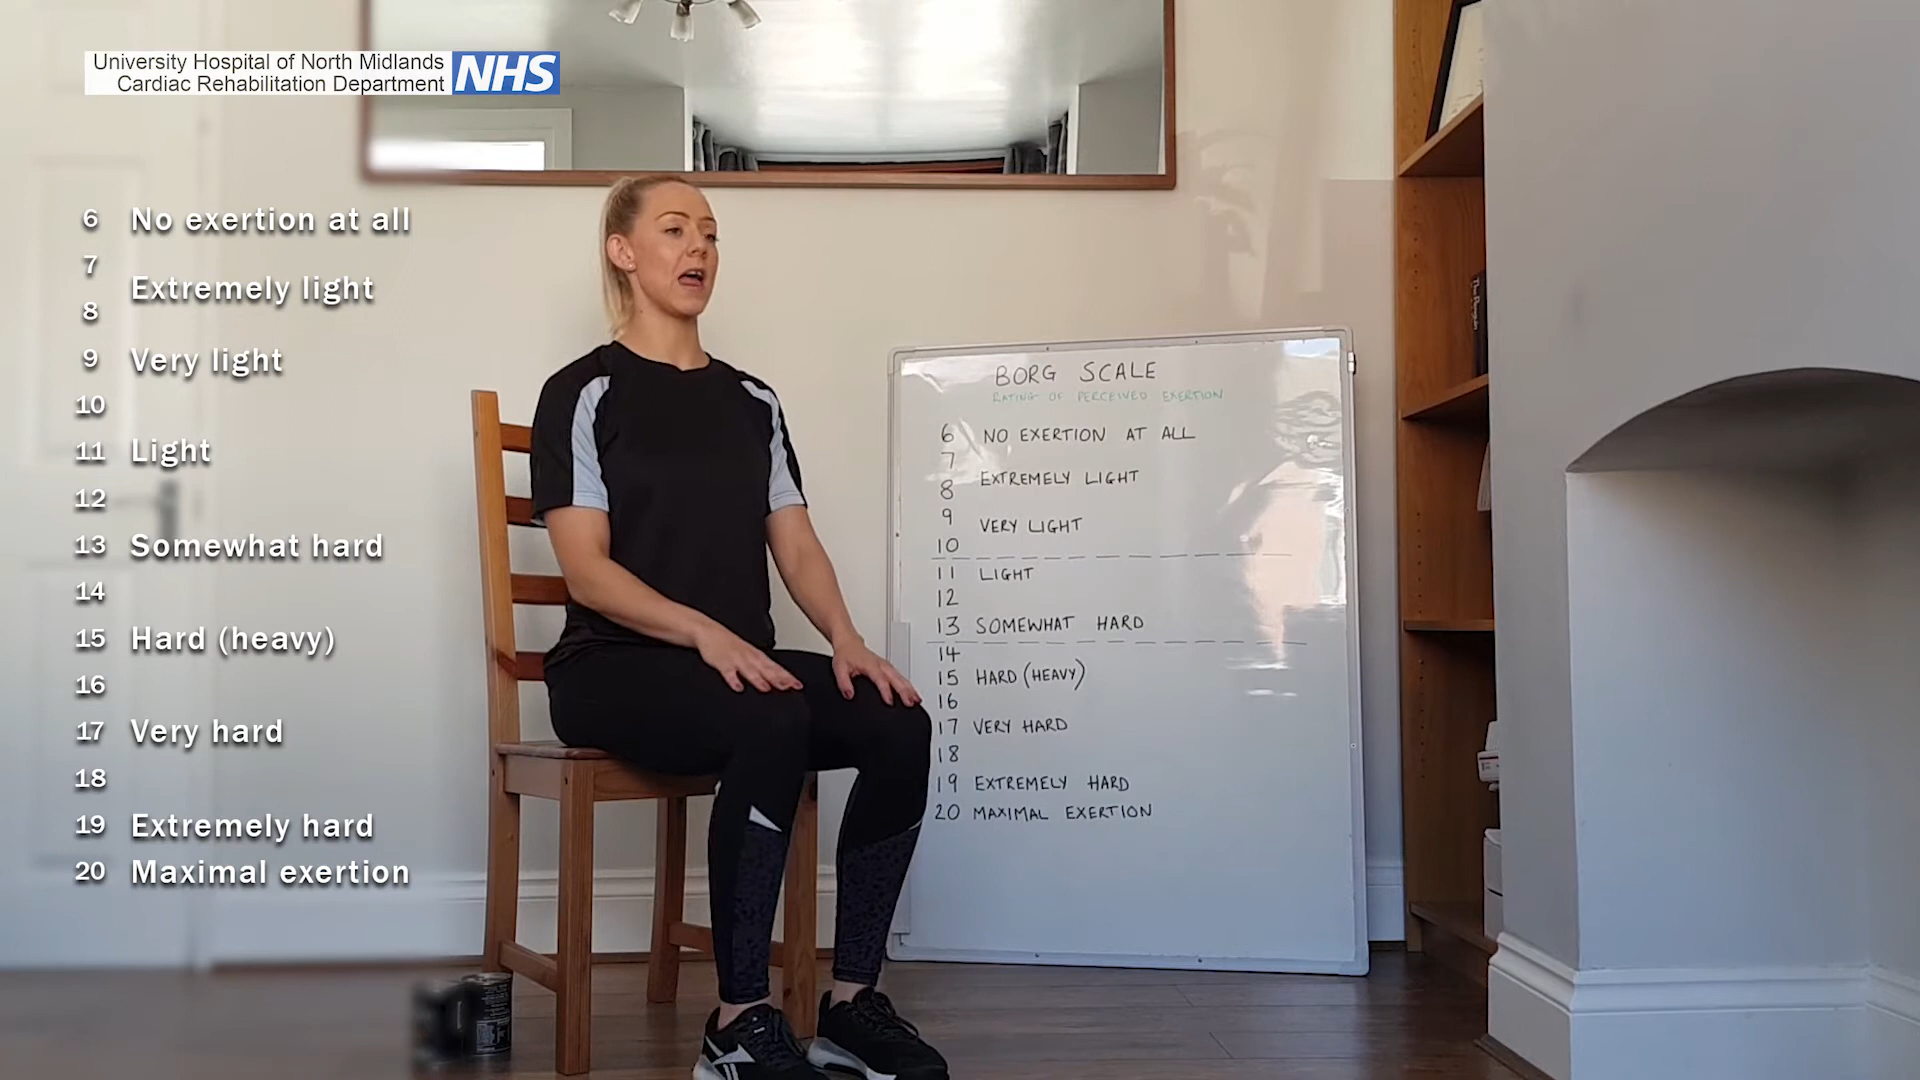 University Hospital of North Midlands
Cardiac Rehabilitation Department
NHS
6 No exertion at all
7
Extremely light
8
9 Very light
10
11 Light
12
13 Somewhat hard
14
15 Hard (heavy)
16
17 Very hard
18
19 Extremely hard
20 Maximal exertion
BORG SCALE
RATING OF PERCEIVED EXERTION
6 NO EXERTION AT ALL
7
EXTREMELY LIGHT
8
9
VERY LIGHT
10
11 LIGHT
12
13 SOMEWHAT HARD
14
15 HARD (HEAVY)
16
17 VERY HARD
18
19 EXTREMELY HARD
20 MAXIMAL EXERTION